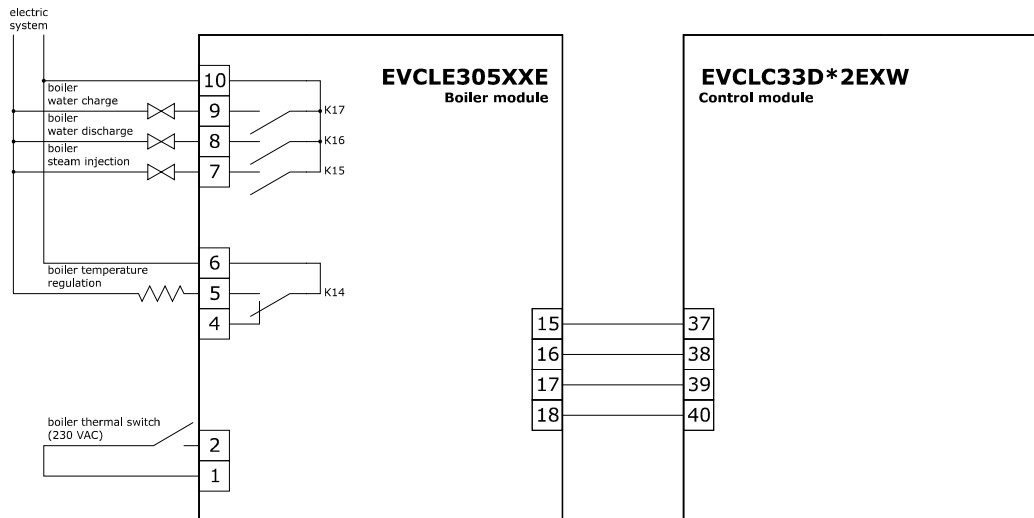 electric
system
EVCLE305XXE
Boiler module
EVCLC33D*2EXW
Control module
10
boiler
water charge
9
K17
boiler
water discharge
8
K16
boiler
steam injection
7
K15
6
boiler temperature
regulation
5
K14
4
15
37
16
38
17
39
18
40
boiler thermal switch
(230 VAC)
2
1